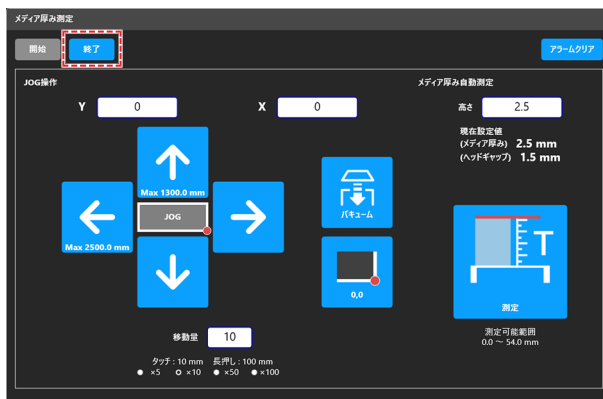 メディア厚み測定
開始
終了
アラームクリア
JOG操作
メディア厚み自動測定
Y 0 X 0
高さ 2.5
現在設定値
(メディア厚み) 2.5 mm
(ヘッドギャップ) 1.5 mm
Max 1300.0 mm
JOG
Max 2500.0 mm
バキューム
T
0,0
測定
移動量 10
測定可能範囲
0.0 ～ 54.0 mm
タッチ : 10 mm 長押し : 100 mm
×5 ×10 ×50 ×100